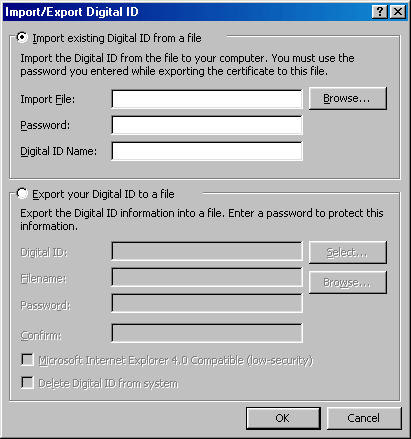 Import/Export Digital ID
Import existing Digital ID from a file
Import the Digital ID from the file to your computer. You must use the
password you entered while exporting the certificate to this file.
Import File:
Browse...
Password:
Digital ID Name:
Export your Digital ID to a file
Export the Digital ID information into a file. Enter a password to protect this
information.
Digital ID:
Select...
Filename:
Browse...
Password:
Confirm:
Microsoft Internet Explorer 4.0 Compatible (low-security)
Delete Digital ID from system
OK
Cancel